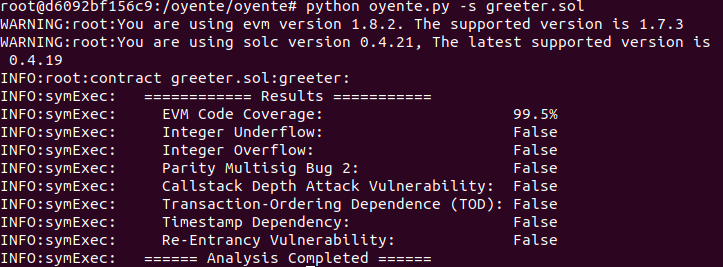 root@d6092bf156c9:/oyente/oyente# python oyente.py -s greeter.sol
WARNING:root:You are using evm version 1.8.2. The supported version is 1.7.3
WARNING:root:You are using solc version 0.4.21, The latest supported version is
 0.4.19
INFO:root:contract greeter.sol:greeter:
INFO:symExec:   ============ Results ===========
INFO:symExec:     EVM Code Coverage:                     99.5%
INFO:symExec:     Integer Underflow:                     False
INFO:symExec:     Integer Overflow:                      False
INFO:symExec:     Parity Multisig Bug 2:                 False
INFO:symExec:     Callstack Depth Attack Vulnerability:  False
INFO:symExec:     Transaction-Ordering Dependence (TOD): False
INFO:symExec:     Timestamp Dependency:                  False
INFO:symExec:     Re-Entrancy Vulnerability:             False
INFO:symExec:   ====== Analysis Completed ======